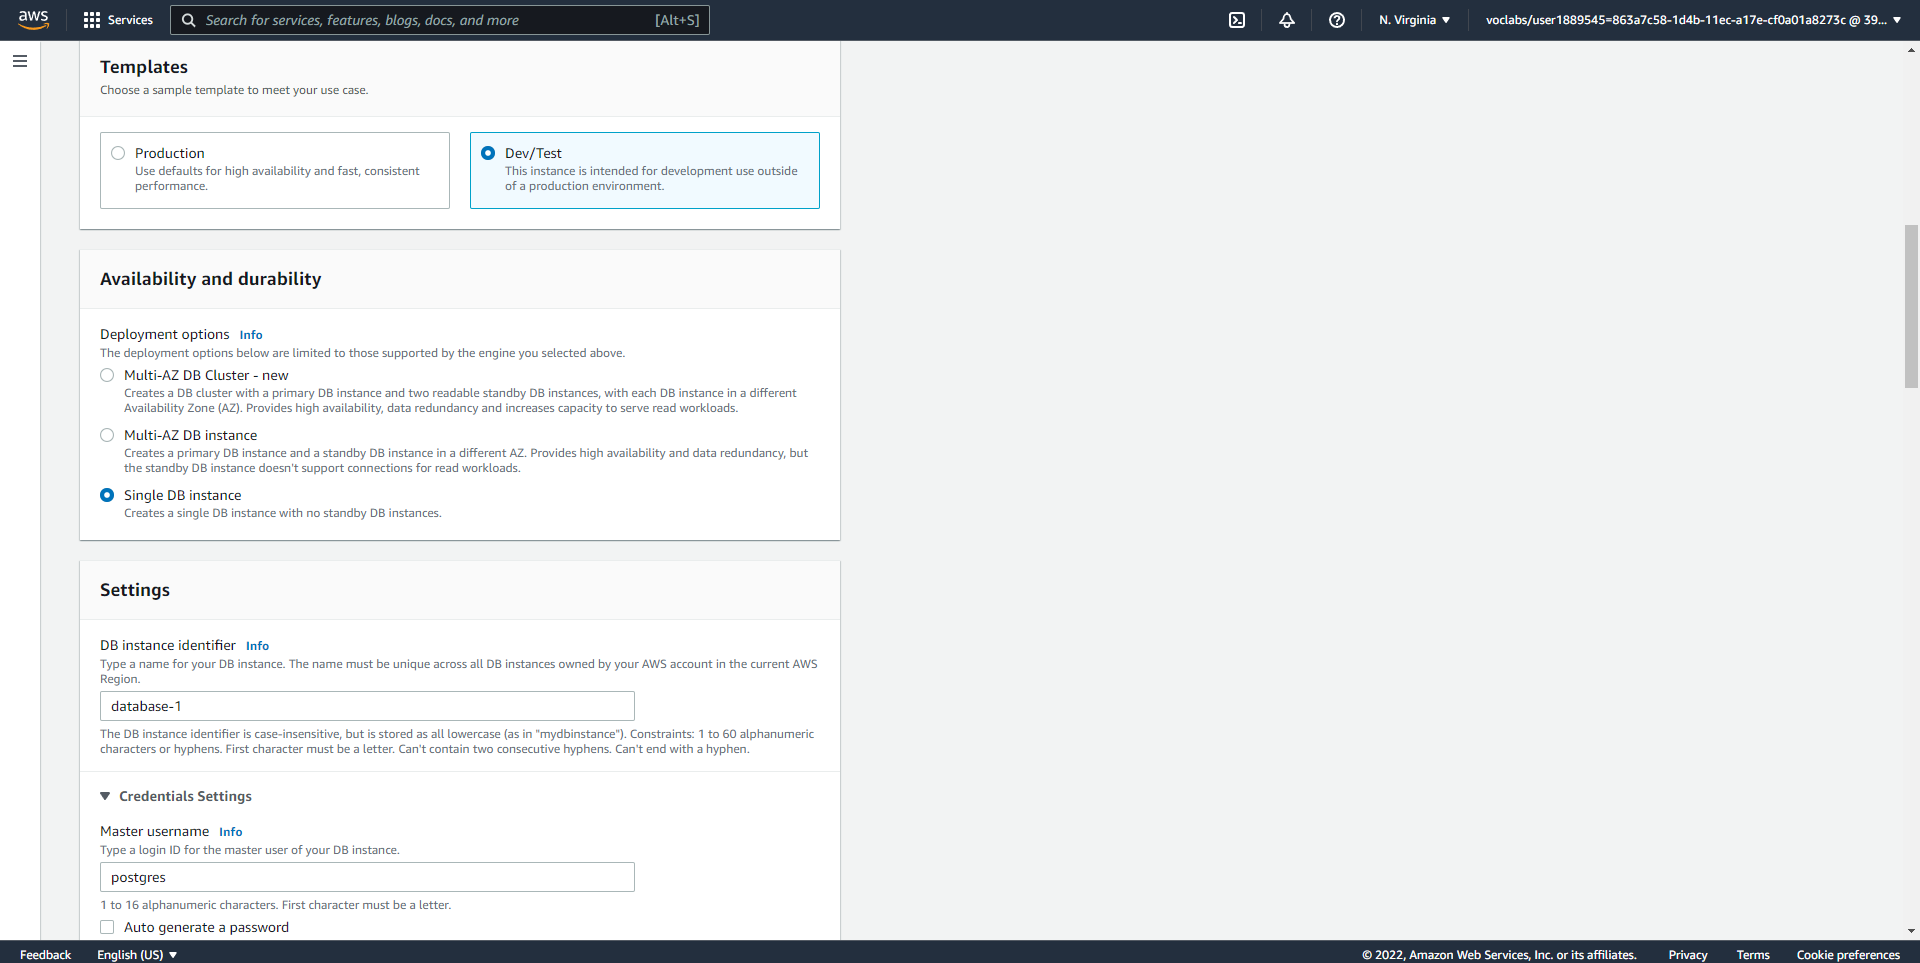 aws
Services
Search for services, features, blogs, docs, and more
[Alt+S]
N. Virginia
voclabs/user1889545=863a7c58-1d4b-11ec-a17e-cf0a01a8273c @ 39...
Templates
Choose a sample template to meet your use case.
Production
Use defaults for high availability and fast, consistent
performance.
Dev/Test
This instance is intended for development use outside
of a production environment.
Availability and durability
Deployment options Info
The deployment options below are limited to those supported by the engine you selected above.
Multi-AZ DB Cluster - new
Creates a DB cluster with a primary DB instance and two readable standby DB instances, with each DB instance in a different
Availability Zone (AZ). Provides high availability, data redundancy and increases capacity to serve read workloads.
Multi-AZ DB instance
Creates a primary DB instance and a standby DB instance in a different AZ. Provides high availability and data redundancy, but
the standby DB instance doesn't support connections for read workloads.
Single DB instance
Creates a single DB instance with no standby DB instances.
Settings
DB instance identifier Info
Type a name for your DB instance. The name must be unique across all DB instances owned by your AWS account in the current AWS
Region.
database-1
The DB instance identifier is case-insensitive, but is stored as all lowercase (as in "mydbinstance"). Constraints: 1 to 60 alphanumeric
characters or hyphens. First character must be a letter. Can't contain two consecutive hyphens. Can't end with a hyphen.
Credentials Settings
Master username Info
Type a login ID for the master user of your DB instance.
postgres
1 to 16 alphanumeric characters. First character must be a letter.
Auto generate a password
Feedback
English (US)
© 2022, Amazon Web Services, Inc. or its affiliates.
Privacy
Terms
Cookie preferences